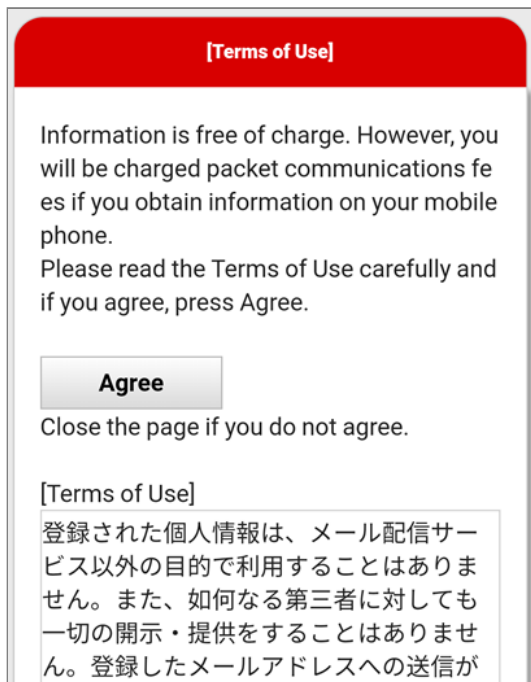 [Terms of Use]
Information is free of charge. However, you
will be charged packet communications fe
es if you obtain information on your mobile
phone.
Please read the Terms of Use carefully and
if you agree, press Agree.
Agree
Close the page if you do not agree.
[Terms of Use]
登録された個人情報は、メール配信サー
ビス以外の目的で利用することはありま
せん。また、如何なる第三者に対しても
一切の開示・提供をすることはありませ
ん。登録したメールアドレスへの送信が